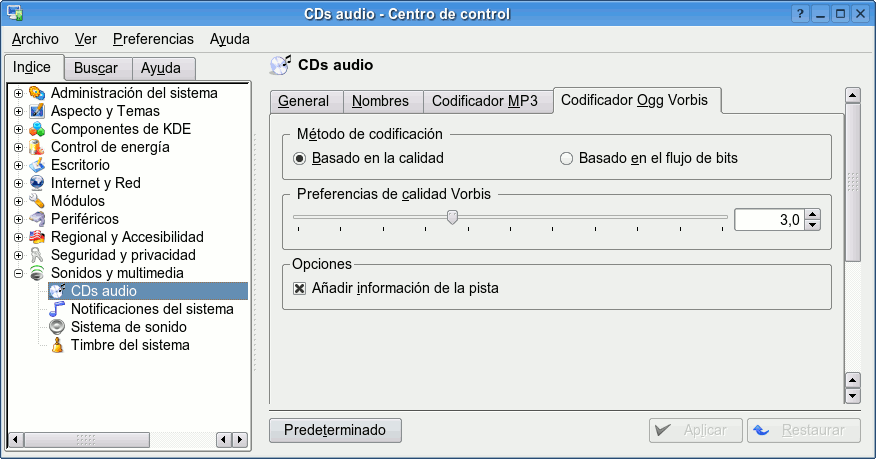 CDs audio - Centro de control
Archivo Ver Preferencias Ayuda
Indice Buscar Ayuda
Administración del sistema
Aspecto y Temas
Componentes de KDE
Control de energía
Escritorio
Internet y Red
Módulos
Periféricos
Regional y Accesibilidad
Seguridad y privacidad
Sonidos y multimedia
CDs audio
Notificaciones del sistema
Sistema de sonido
Timbre del sistema
CDs audio
General Nombres Codificador MP3 Codificador Ogg Vorbis
Método de codificación
Basado en la calidad Basado en el flujo de bits
Preferencias de calidad Vorbis
3,0
Opciones
Añadir información de la pista
Predeterminado Aplicar Restaurar